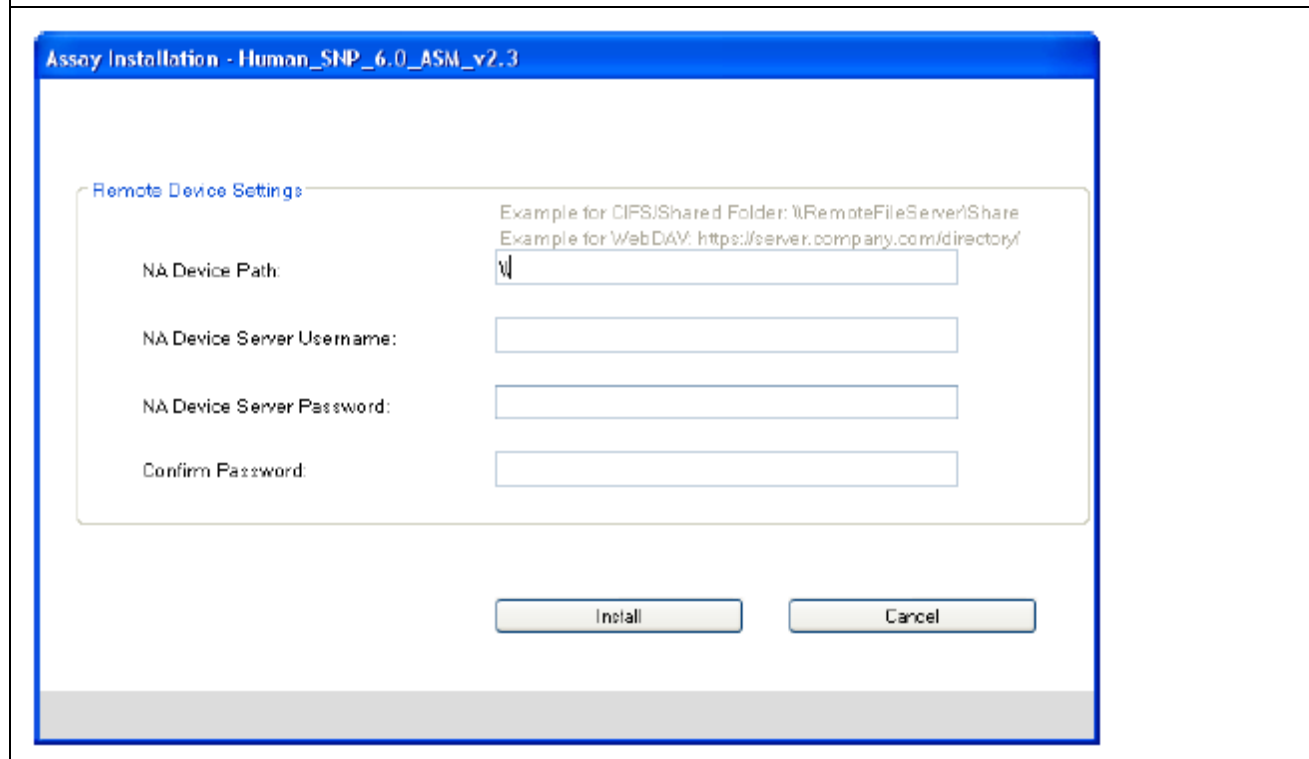 Assay Installation - Human_SNP_6.0_ASM_v2.3
Remote Device Settings
Example for CIFS/Shared Folder: \\RemoteFileServer\Share
Example for WebDAV: https://server.company.com/directory/
NA Device Path:
\\
NA Device Server Username:
NA Device Server Password:
Confirm Password:
Install
Cancel